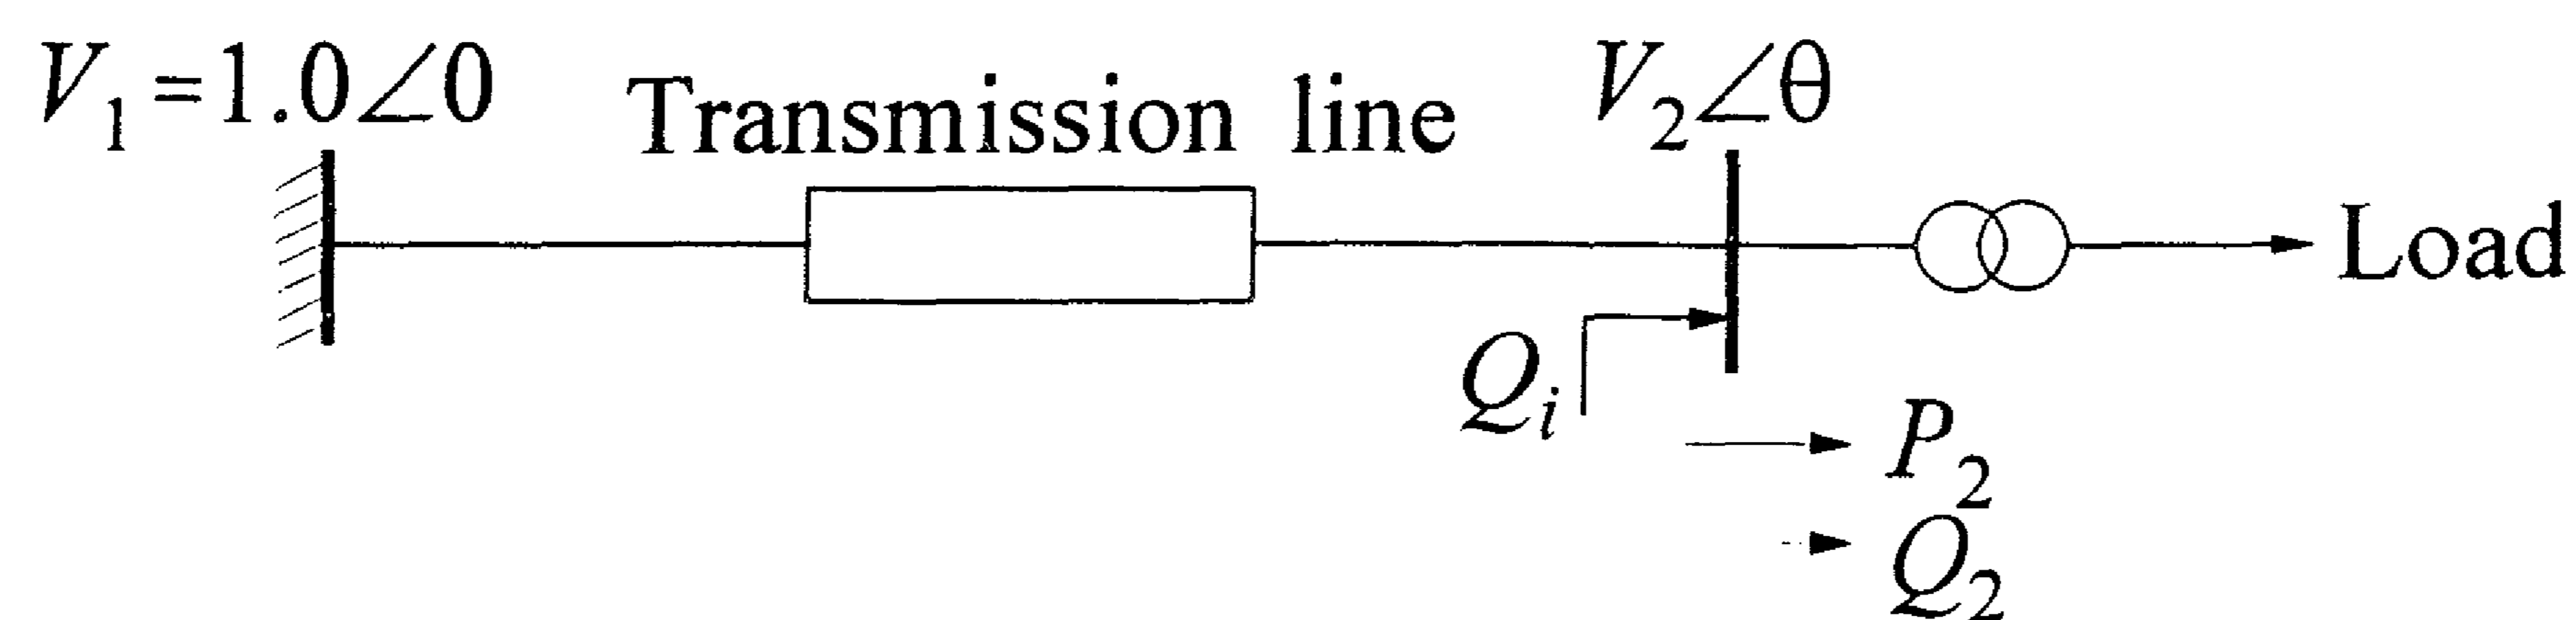 V₁ = 1.0∠0
Transmission line
V₂∠θ
Load
Qᵢ
P₂
Q₂